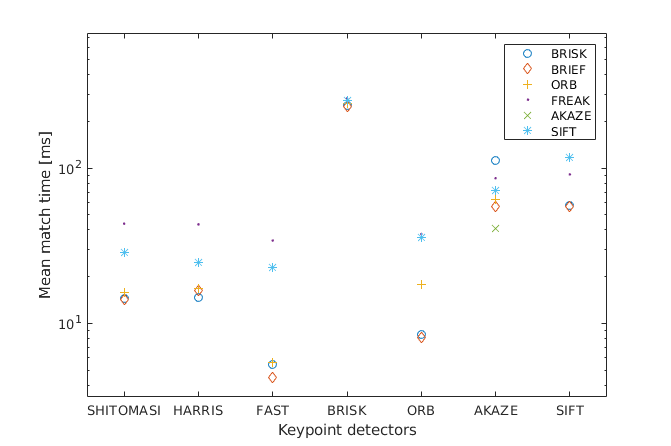 BRISK
BRIEF
ORB
FREAK
AKAZE
SIFT
Mean match time [ms]
10^2
10^1
SHITOMASI HARRIS FAST BRISK ORB AKAZE SIFT
Keypoint detectors